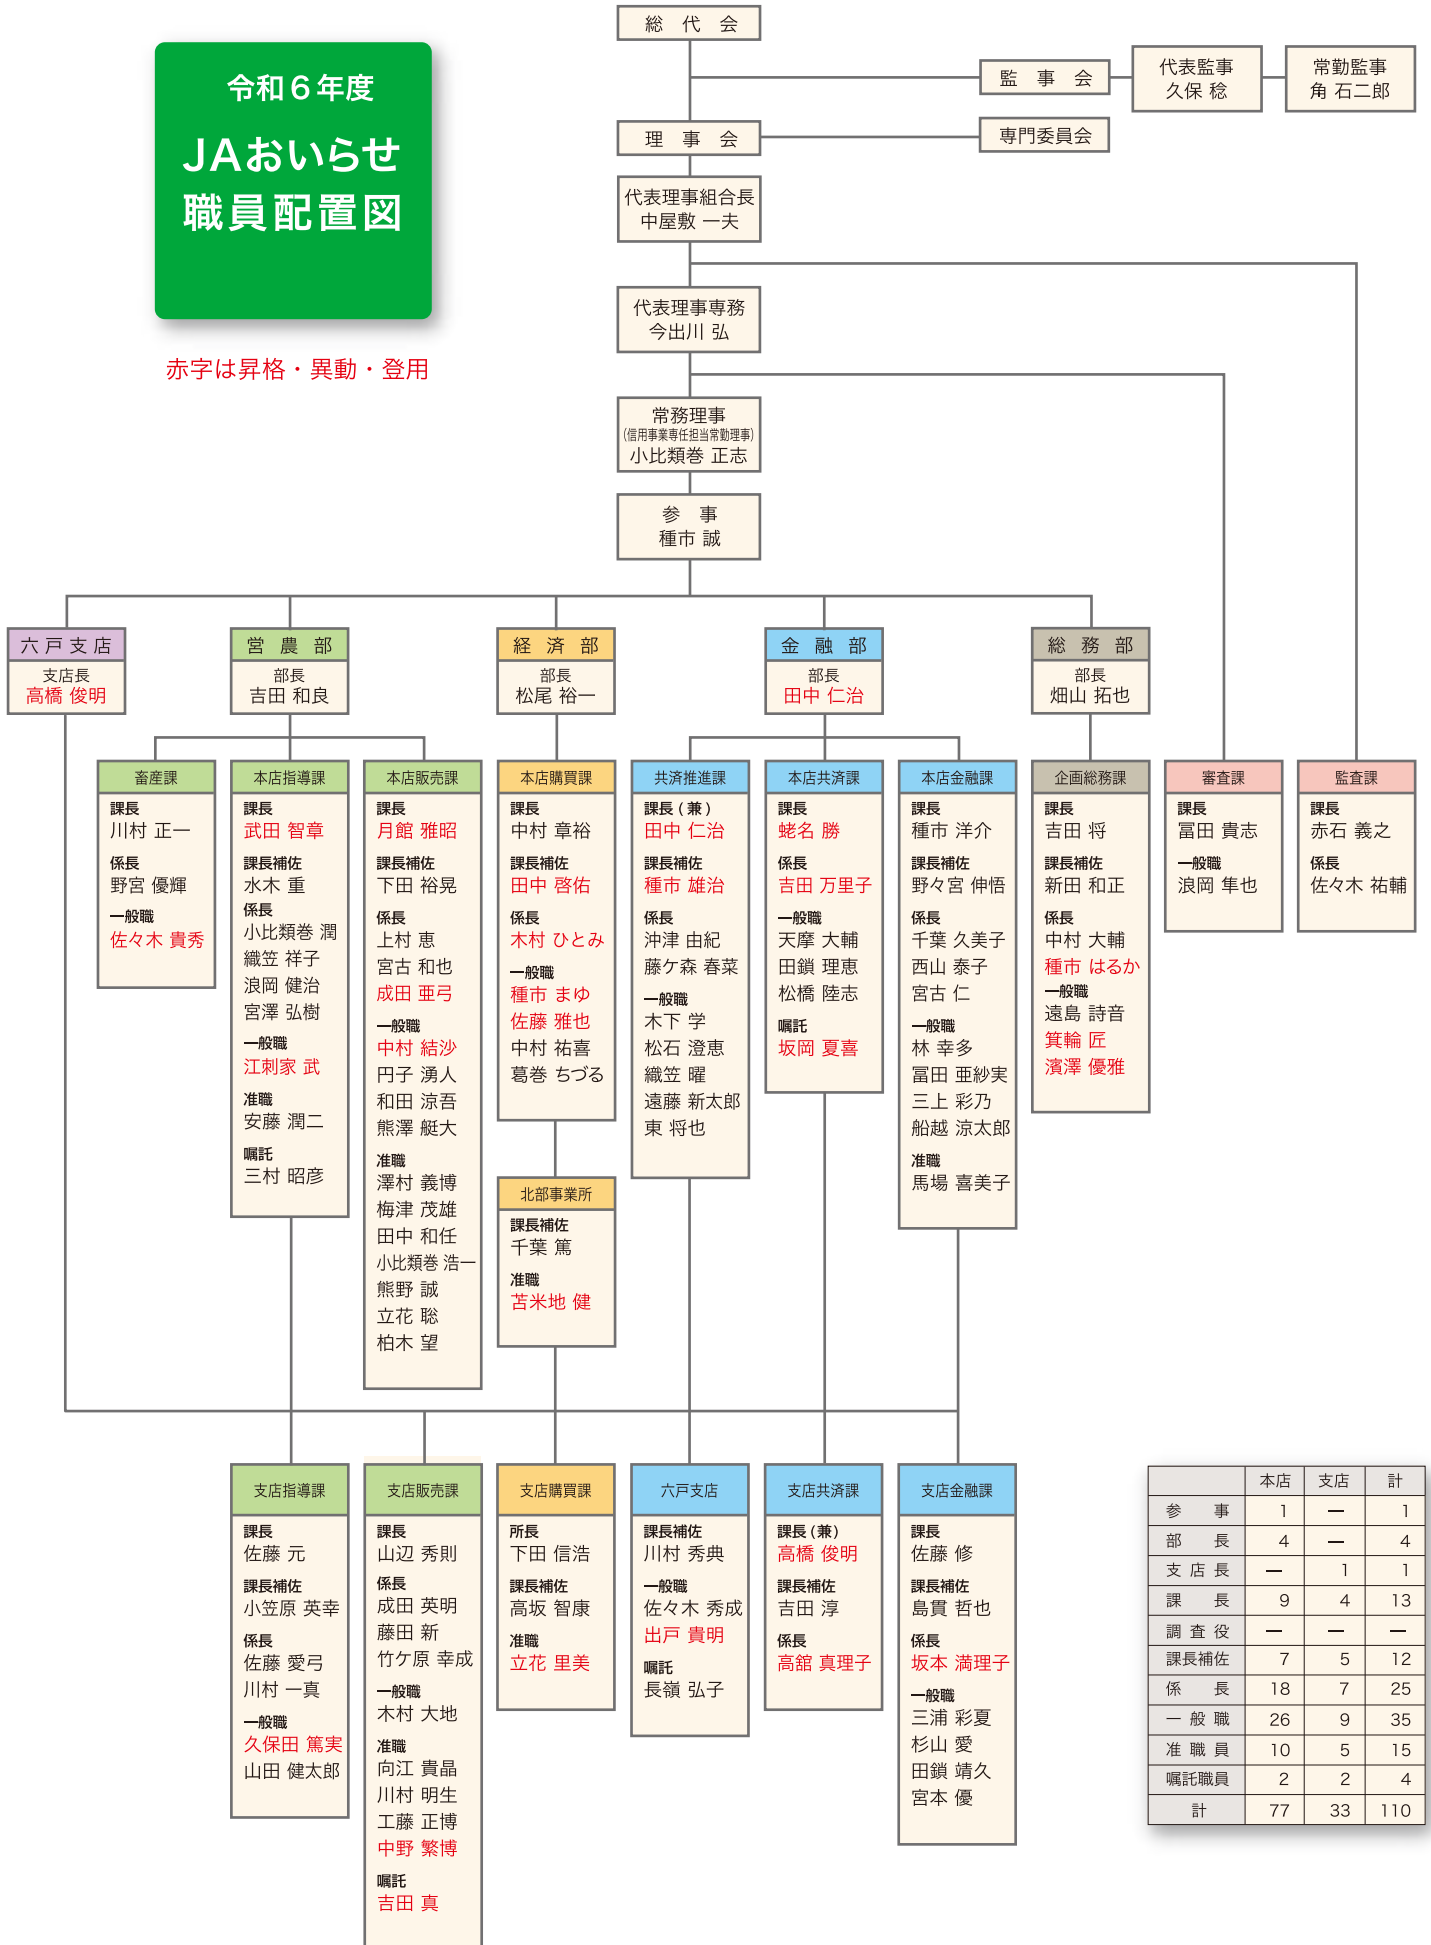 令和６年度
JAおいらせ
職員配置図
赤字は昇格・異動・登用
総　代　会
監　事　会
代表監事
久保 稔
常勤監事
角 石二郎
理　事　会
専門委員会
代表理事組合長
中屋敷 一夫
代表理事専務
今出川 弘
常務理事
(信用事業専任担当常勤理事)
小比類巻 正志
参　事
種市 誠
六戸支店
支店長
高橋 俊明
営　農　部
部長
吉田 和良
経　済　部
部長
松尾 裕一
金　融　部
部長
田中 仁治
総　務　部
部長
畑山 拓也
畜産課
課長
川村 正一
係長
野宮 優輝
一般職
佐々木 貴秀
本店指導課
課長
武田 智章
課長補佐
水木 重
係長
小比類巻 潤
織笠 祥子
浪岡 健治
宮澤 弘樹
一般職
江刺家 武
准職
安藤 潤二
嘱託
三村 昭彦
本店販売課
課長
月館 雅昭
課長補佐
下田 裕晃
係長
上村 恵
宮古 和也
成田 亜弓
一般職
中村 結沙
円子 湧人
和田 涼吾
熊澤 艇大
准職
澤村 義博
梅津 茂雄
田中 和任
小比類巻 浩一
熊野 誠
立花 聡
柏木 望
本店購買課
課長
中村 章裕
課長補佐
田中 啓佑
係長
木村 ひとみ
一般職
種市 まゆ
佐藤 雅也
中村 祐喜
葛巻 ちづる
北部事業所
課長補佐
千葉 篤
准職
苫米地 健
共済推進課
課長（兼）
田中 仁治
課長補佐
種市 雄治
係長
沖津 由紀
藤ケ森 春菜
一般職
木下 学
松石 澄恵
織笠 曜
遠藤 新太郎
東 将也
本店共済課
課長
蛯名 勝
係長
吉田 万里子
一般職
天摩 大輔
田鎖 理恵
松橋 陸志
嘱託
坂岡 夏喜
本店金融課
課長
種市 洋介
課長補佐
野々宮 伸悟
係長
千葉 久美子
西山 泰子
宮古 仁
一般職
林 幸多
冨田 亜紗実
三上 彩乃
船越 涼太郎
准職
馬場 喜美子
企画総務課
課長
吉田 将
課長補佐
新田 和正
係長
中村 大輔
種市 はるか
一般職
遠島 詩音
箕輪 匠
濱澤 優雅
審査課
課長
冨田 貴志
一般職
浪岡 隼也
監査課
課長
赤石 義之
係長
佐々木 祐輔
支店指導課
課長
佐藤 元
課長補佐
小笠原 英幸
係長
佐藤 愛弓
川村 一真
一般職
久保田 篤実
山田 健太郎
支店販売課
課長
山辺 秀則
係長
成田 英明
藤田 新
竹ケ原 幸成
一般職
木村 大地
准職
向江 貴晶
川村 明生
工藤 正博
中野 繁博
嘱託
吉田 真
支店購買課
所長
下田 信浩
課長補佐
高坂 智康
准職
立花 里美
六戸支店
課長補佐
川村 秀典
一般職
佐々木 秀成
出戸 貴明
嘱託
長嶺 弘子
支店共済課
課長（兼）
高橋 俊明
課長補佐
吉田 淳
係長
高舘 真理子
支店金融課
課長
佐藤 修
課長補佐
島貫 哲也
係長
坂本 満理子
一般職
三浦 彩夏
杉山 愛
田鎖 靖久
宮本 優
本店 支店 計
参　事 1 ― 1
部　長 4 ― 4
支店長 ― 1 1
課　長 9 4 13
調査役 ― ― ―
課長補佐 7 5 12
係　長 18 7 25
一般職 26 9 35
准職員 10 5 15
嘱託職員 2 2 4
計 77 33 110